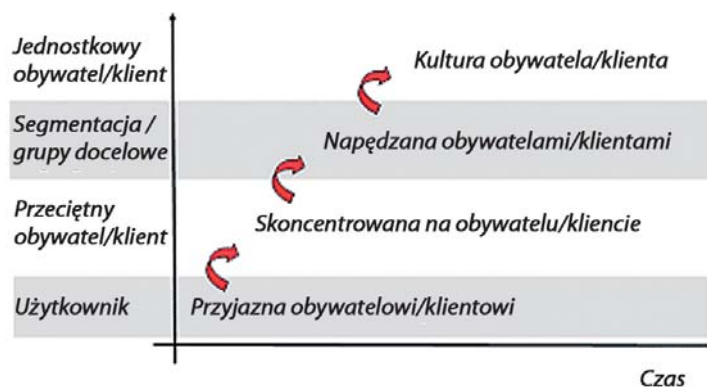 Jednostkowy
obywatel/klient
Kultura obywatela/klienta
Segmentacja /
grupy docelowe
Napędzana obywatelami/klientami
Przeciętny
obywatel/klient
Skoncentrowana na obywatelu/kliencie
Użytkownik
Przyjazna obywatelowi/klientowi
Czas